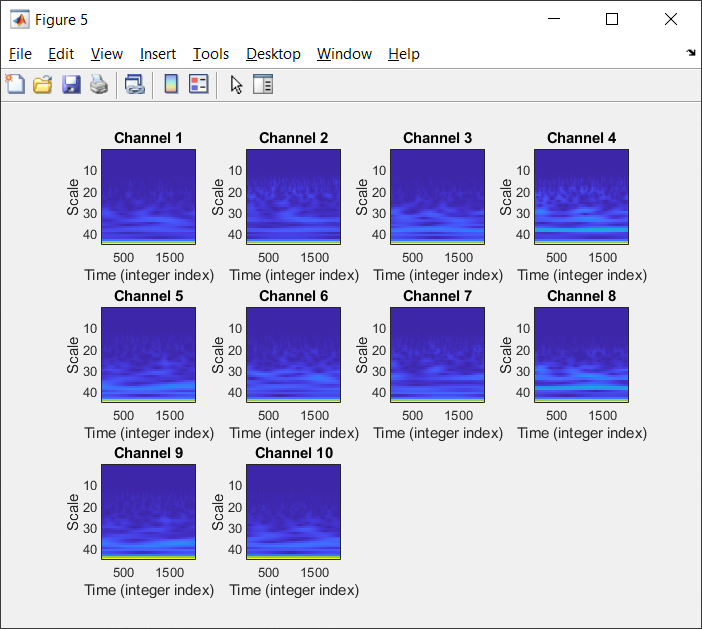 Figure 5
File Edit View Insert Tools Desktop Window Help
Channel 1 Channel 2 Channel 3 Channel 4
Scale 10 20 30 40 Scale 10 20 30 40 Scale 10 20 30 40 Scale 10 20 30 40
500 1500 500 1500 500 1500 500 1500
Time (integer index) Time (integer index) Time (integer index) Time (integer index)
Channel 5 Channel 6 Channel 7 Channel 8
Scale 10 20 30 40 Scale 10 20 30 40 Scale 10 20 30 40 Scale 10 20 30 40
500 1500 500 1500 500 1500 500 1500
Time (integer index) Time (integer index) Time (integer index) Time (integer index)
Channel 9 Channel 10
Scale 10 20 30 40 Scale 10 20 30 40
500 1500 500 1500
Time (integer index) Time (integer index)